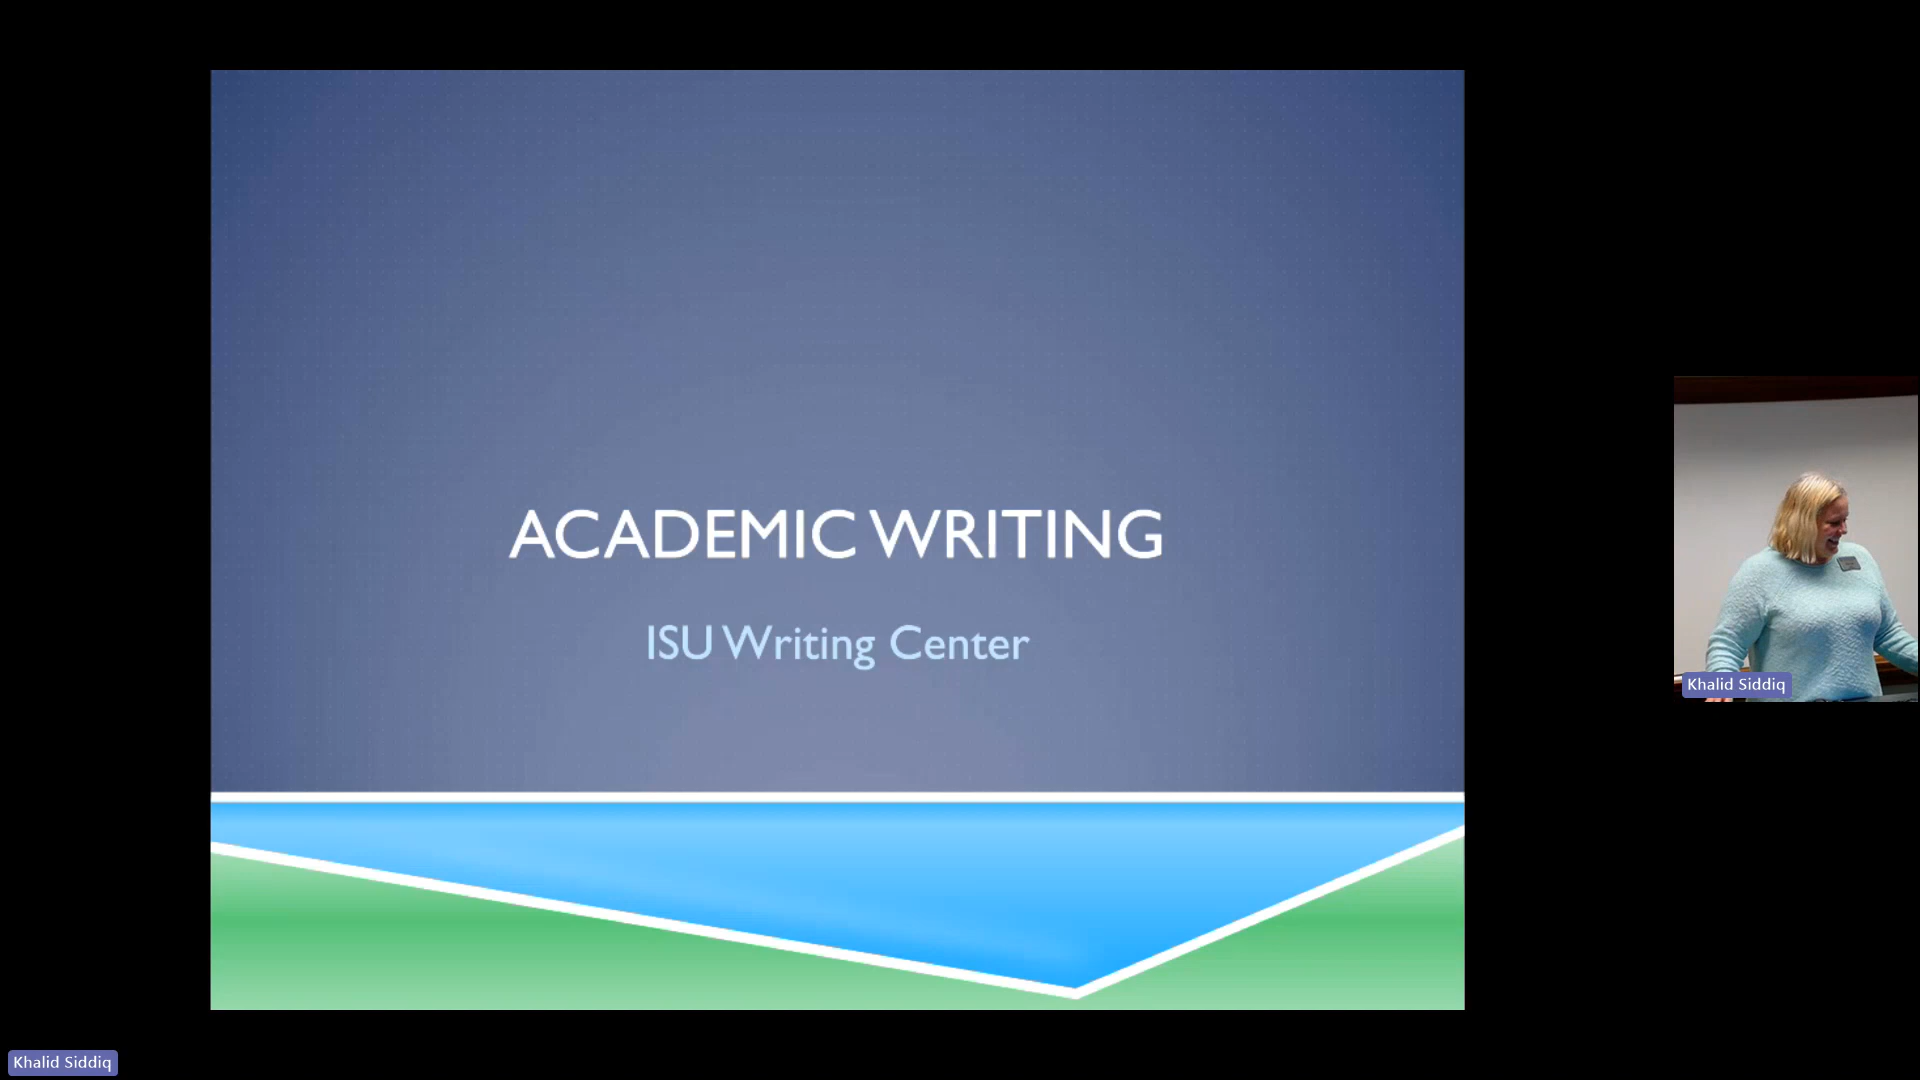 ACADEMIC WRITING
ISU Writing Center
Khalid Siddiq
Khalid Siddiq